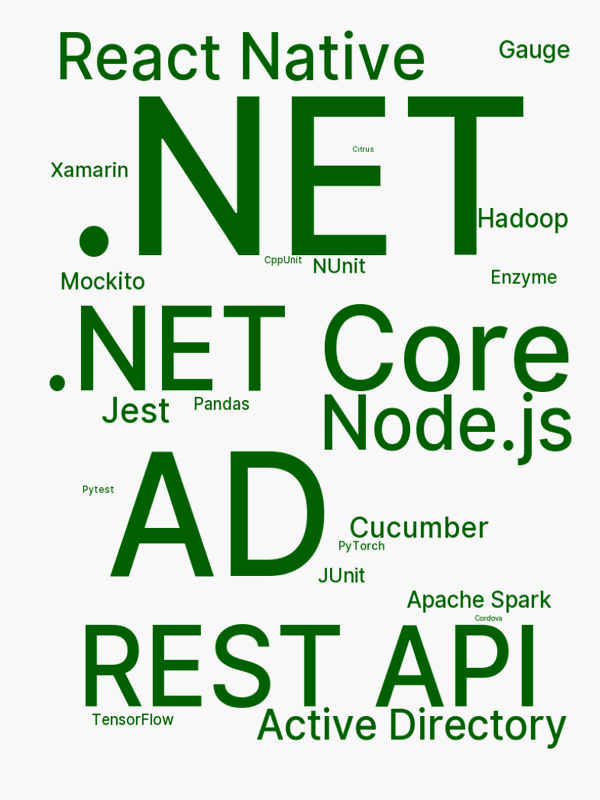 React Native
Gauge
.NET
Citrus
Xamarin
Hadoop
CppUnit
NUnit
Mockito
Enzyme
.NET Core
Jest
Pandas
Node.js
AD
Pytest
Cucumber
PyTorch
JUnit
Apache Spark
Cordova
REST API
TensorFlow
Active Directory